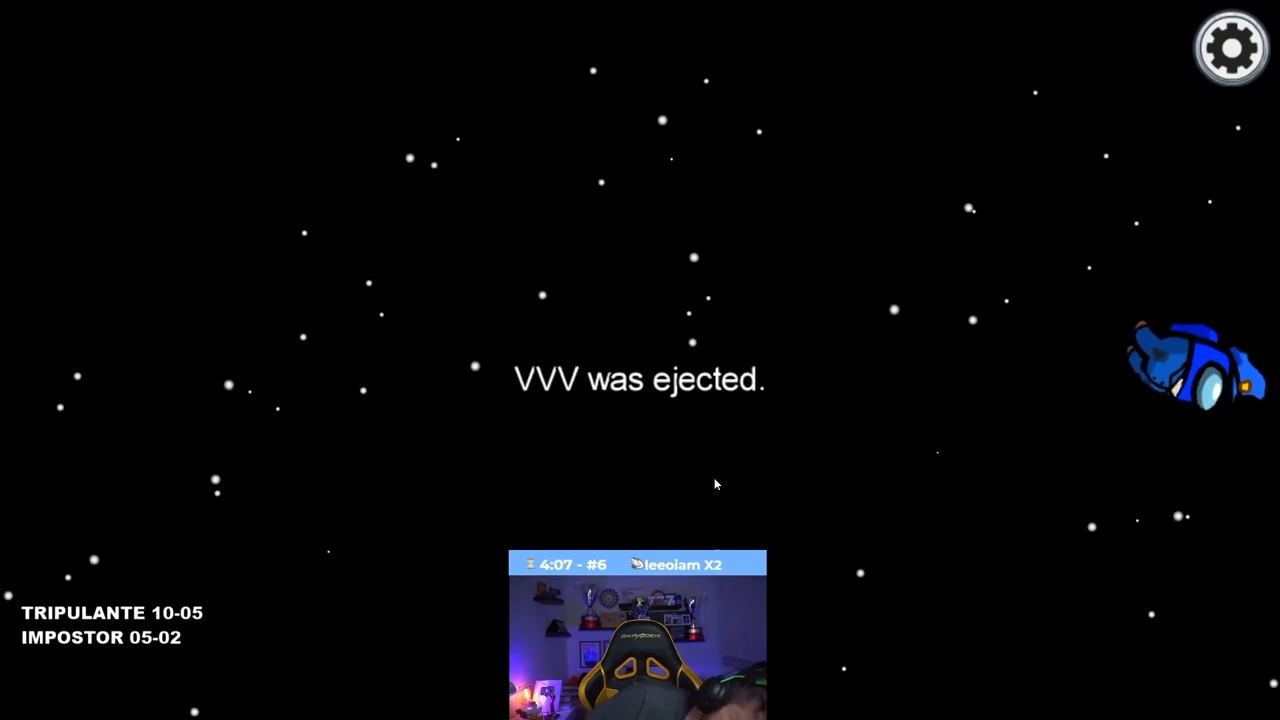 VVV was ejected.
4:07 - #6 leeoiam X2
TRIPULANTE 10-05
IMPOSTOR 05-02